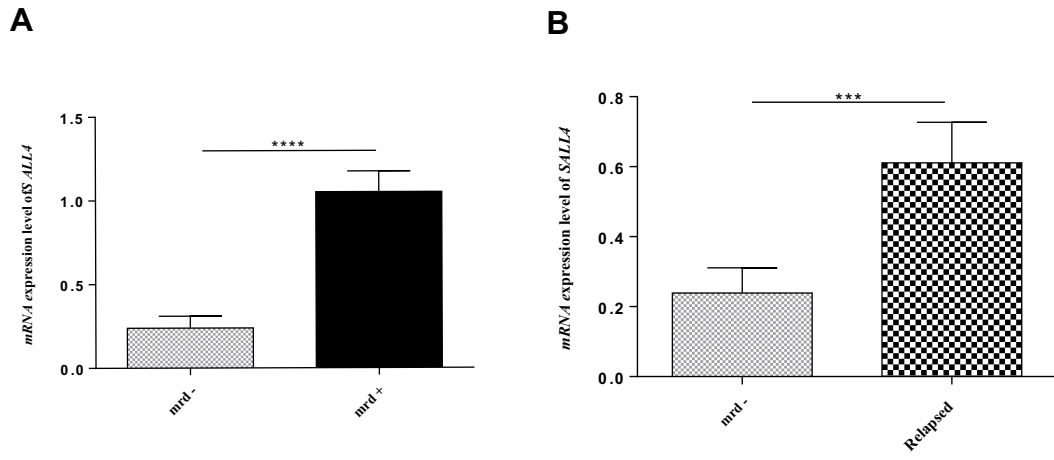 A
B
mRNA expression level ofS ALL4
1.5
1.0
0.5
0.0
****
mrd -
mrd +
mRNA expression level of SALL4
0.8
0.6
0.4
0.2
0.0
***
mrd -
Relapsed